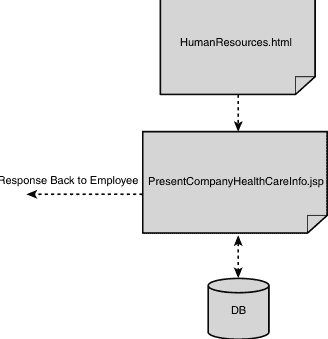 HumanResources.html
Response Back to Employee
PresentCompanyHealthCareInfo.jsp
DB